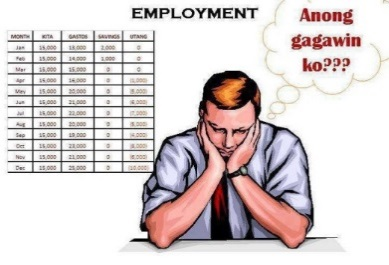 EMPLOYMENT
Anong
gagawin
ko???
MONTH KITA GASTOS SAVINGS UTANG
Jan 15,000 13,000 2,000 0
Feb 15,000 14,000 1,000 0
Mar 15,000 15,000 0 0
Apr 15,000 16,000 0 (1,000)
May 15,000 20,000 0 (5,000)
Jun 15,000 21,000 0 (6,000)
Jul 15,000 22,000 0 (7,000)
Aug 15,000 20,000 0 (5,000)
Sep 15,000 19,000 0 (4,000)
Oct 15,000 23,000 0 (8,000)
Nov 15,000 0
Dec 15,000 25,000 0 (10,000)